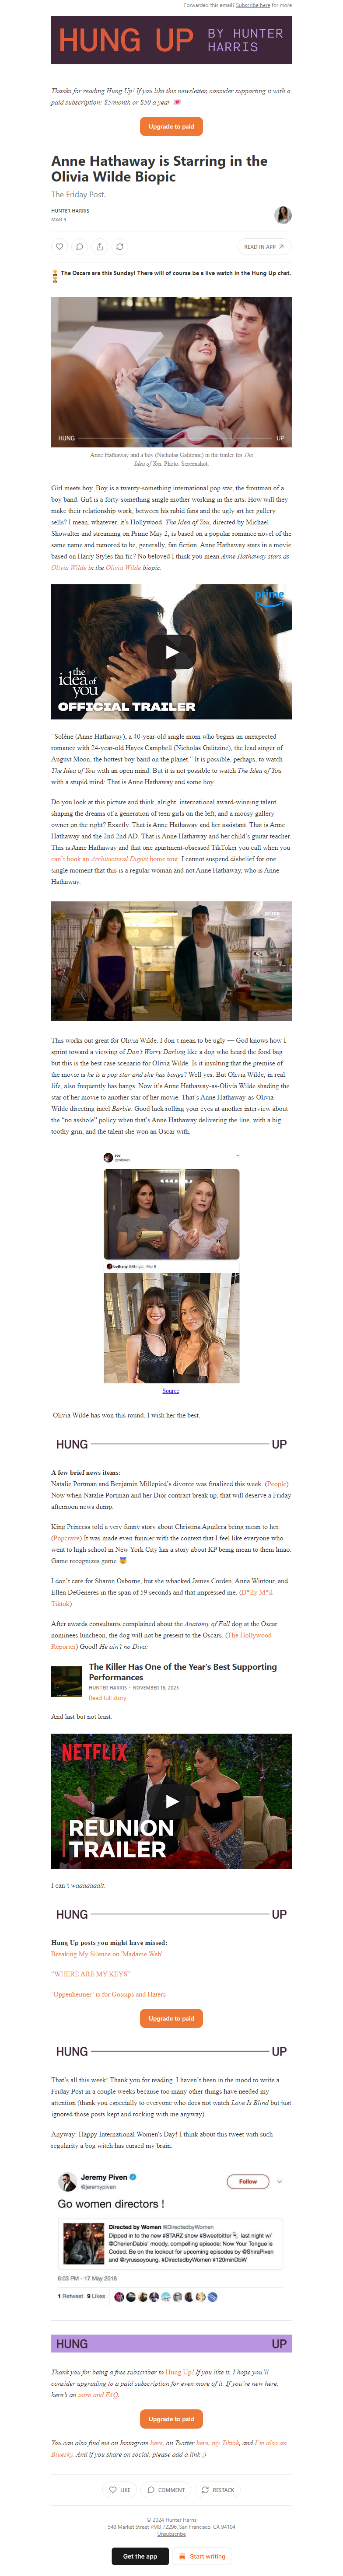 Forwarded this email? Subscribe here for more
HUNG UP BY HUNTER
HARRIS
Thanks for reading Hung Up! If you like this newsletter, consider supporting it with a
paid subscription: $5/month or $50 a year 💌
Upgrade to paid
Anne Hathaway is Starring in the
Olivia Wilde Biopic
The Friday Post.
HUNTER HARRIS
MAR 9
READ IN APP
The Oscars are this Sunday! There will of course be a live watch in the Hung Up chat.
HUNG UP
Anne Hathaway and a boy (Nicholas Galitzine) in the trailer for The
Idea of You. Photo: Screenshot.
Girl meets boy. Boy is a twenty-something international pop star, the frontman of a
boy band. Girl is a forty-something single mother working in the arts. How will they
make their relationship work, between his rabid fans and the ugly art her gallery
sells? I mean, whatever, it's Hollywood. The Idea of You, directed by Michael
Showalter and streaming on Prime May 2, is based on a popular romance novel of the
same name and rumored to be, generally, fan fiction. Anne Hathaway stars in a movie
based on Harry Styles fan fic? No beloved I think you mean Anne Hathaway stars as
Olivia Wilde in the Olivia Wilde biopic.
prime
the
idea of
you
OFFICIAL TRAILER
"Solène (Anne Hathaway), a 40-year-old single mom who begins an unexpected
romance with 24-year-old Hayes Campbell (Nicholas Galitzine), the lead singer of
August Moon, the hottest boy band on the planet." It is possible, perhaps, to watch
The Idea of You with an open mind. But it is not possible to watch The Idea of You
with a stupid mind: That is Anne Hathaway and some boy.
Do you look at this picture and think, alright, international award-winning talent
shaping the dreams of a generation of teen girls on the left, and a mousy gallery
owner on the right? Exactly. That is Anne Hathaway and her assistant. That is Anne
Hathaway and the 2nd 2nd AD. That is Anne Hathaway and her child's guitar teacher.
This is Anne Hathaway and that one apartment-obsessed TikToker you call when you
can't book an Architectural Digest home tour. I cannot suspend disbelief for one
single moment that this is a regular woman and not Anne Hathaway, who is Anne
Hathaway.
This works out great for Olivia Wilde. I don't mean to be ugly — God knows how I
sprint toward a viewing of Don't Worry Darling like a dog who heard the food bag —
but this is the best case scenario for Olivia Wilde. Is it insulting that the premise of
the movie is he is a pop star and she has bangs? Well yes. But Olivia Wilde, in real
life, also frequently has bangs. Now it's Anne Hathaway-as-Olivia Wilde shading the
star of her movie to another star of her movie. That's Anne Hathaway-as-Olivia
Wilde directing incel Barbie. Good luck rolling your eyes at another interview about
the "no asshole" policy when that's Anne Hathaway delivering the line, with a big
toothy grin, and the talent she won an Oscar with.
Source
Olivia Wilde has won this round. I wish her the best.
HUNG UP
A few brief news items:
Natalie Portman and Benjamin Millepied's divorce was finalized this week. (People)
Now when Natalie Portman and her Dior contract break up, that will deserve a Friday
afternoon news dump.
King Princess told a very funny story about Christina Aguilera being mean to her.
(Popcrave) It was made even funnier with the context that I feel like everyone who
went to high school in New York City has a story about KP being mean to them lmao.
Game recognizes game 😇
I don't care for Sharon Osborne, but she whacked James Corden, Anna Wintour, and
Ellen DeGeneres in the span of 59 seconds and that impressed me. (D*ily M*il
Tiktok)
After awards consultants complained about the Anatomy of Fall dog at the Oscar
nominees luncheon, the dog will not be present to the Oscars. (The Hollywood
Reporter) Good! He ain't no Diva:
The Killer Has One of the Year's Best Supporting
Performances
HUNTER HARRIS · NOVEMBER 16, 2023
Read full story
And last but not least:
NETFLIX
REUNION
TRAILER
I can't waaaaaaait.
HUNG UP
Hung Up posts you might have missed:
Breaking My Silence on 'Madame Web'
"WHERE ARE MY KEYS"
'Oppenheimer' is for Gossips and Haters
Upgrade to paid
HUNG UP
That's all this week! Thank you for reading. I haven't been in the mood to write a
Friday Post in a couple weeks because too many other things have needed my
attention (thank you especially to everyone who does not watch Love Is Blind but just
ignored those posts kept and rocking with me anyway).
Anyway: Happy International Women's Day! I think about this tweet with such
regularity a bog witch has cursed my brain.
Jeremy Piven
@jeremypiven
Follow
Go women directors !
Directed by Women @DirectedbyWomen
Dipped in to the new #STARZ show #Sweetbitter last night w/
@CherienDabis' moody, compelling episode: Now Your Tongue is
Coded. Be on the lookout for upcoming episodes by @ShiraPiven
and @ryrussoyoung. #DirectedbyWomen #120minDbW
6:03 PM - 17 May 2018
1 Retweet 9 Likes
HUNG UP
Thank you for being a free subscriber to Hung Up! If you like it, I hope you'll
consider upgrading to a paid subscription for even more of it. If you're new here,
here's an intro and FAQ.
Upgrade to paid
You can also find me on Instagram here, on Twitter here, my Tiktok, and I'm also on
Bluesky. And if you share on social, please add a link :)
LIKE COMMENT RESTACK
© 2024 Hunter Harris
548 Market Street PMB 72296, San Francisco, CA 94104
Unsubscribe
Get the app Start writing